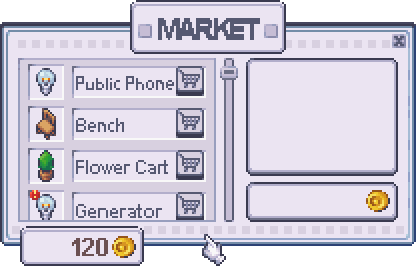 MARKET
Public Phone
Bench
Flower Cart
Generator
120